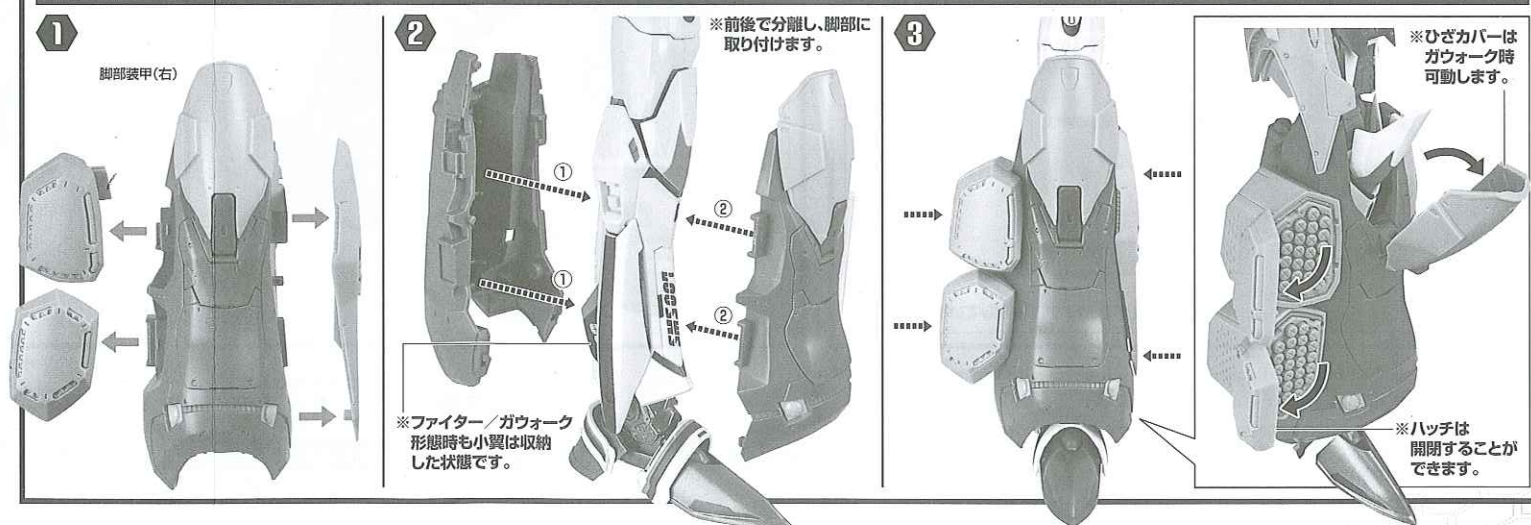 1
脚部装甲(右)
2
※前後で分離し、脚部に
取り付けます。
①
①
②
②
SMS007
※ファイター/ガウォーク
形態時も小翼は収納
した状態です。
3
※ひざカバーは
ガウォーク時
可動します。
※ハッチは
開閉することが
できます。